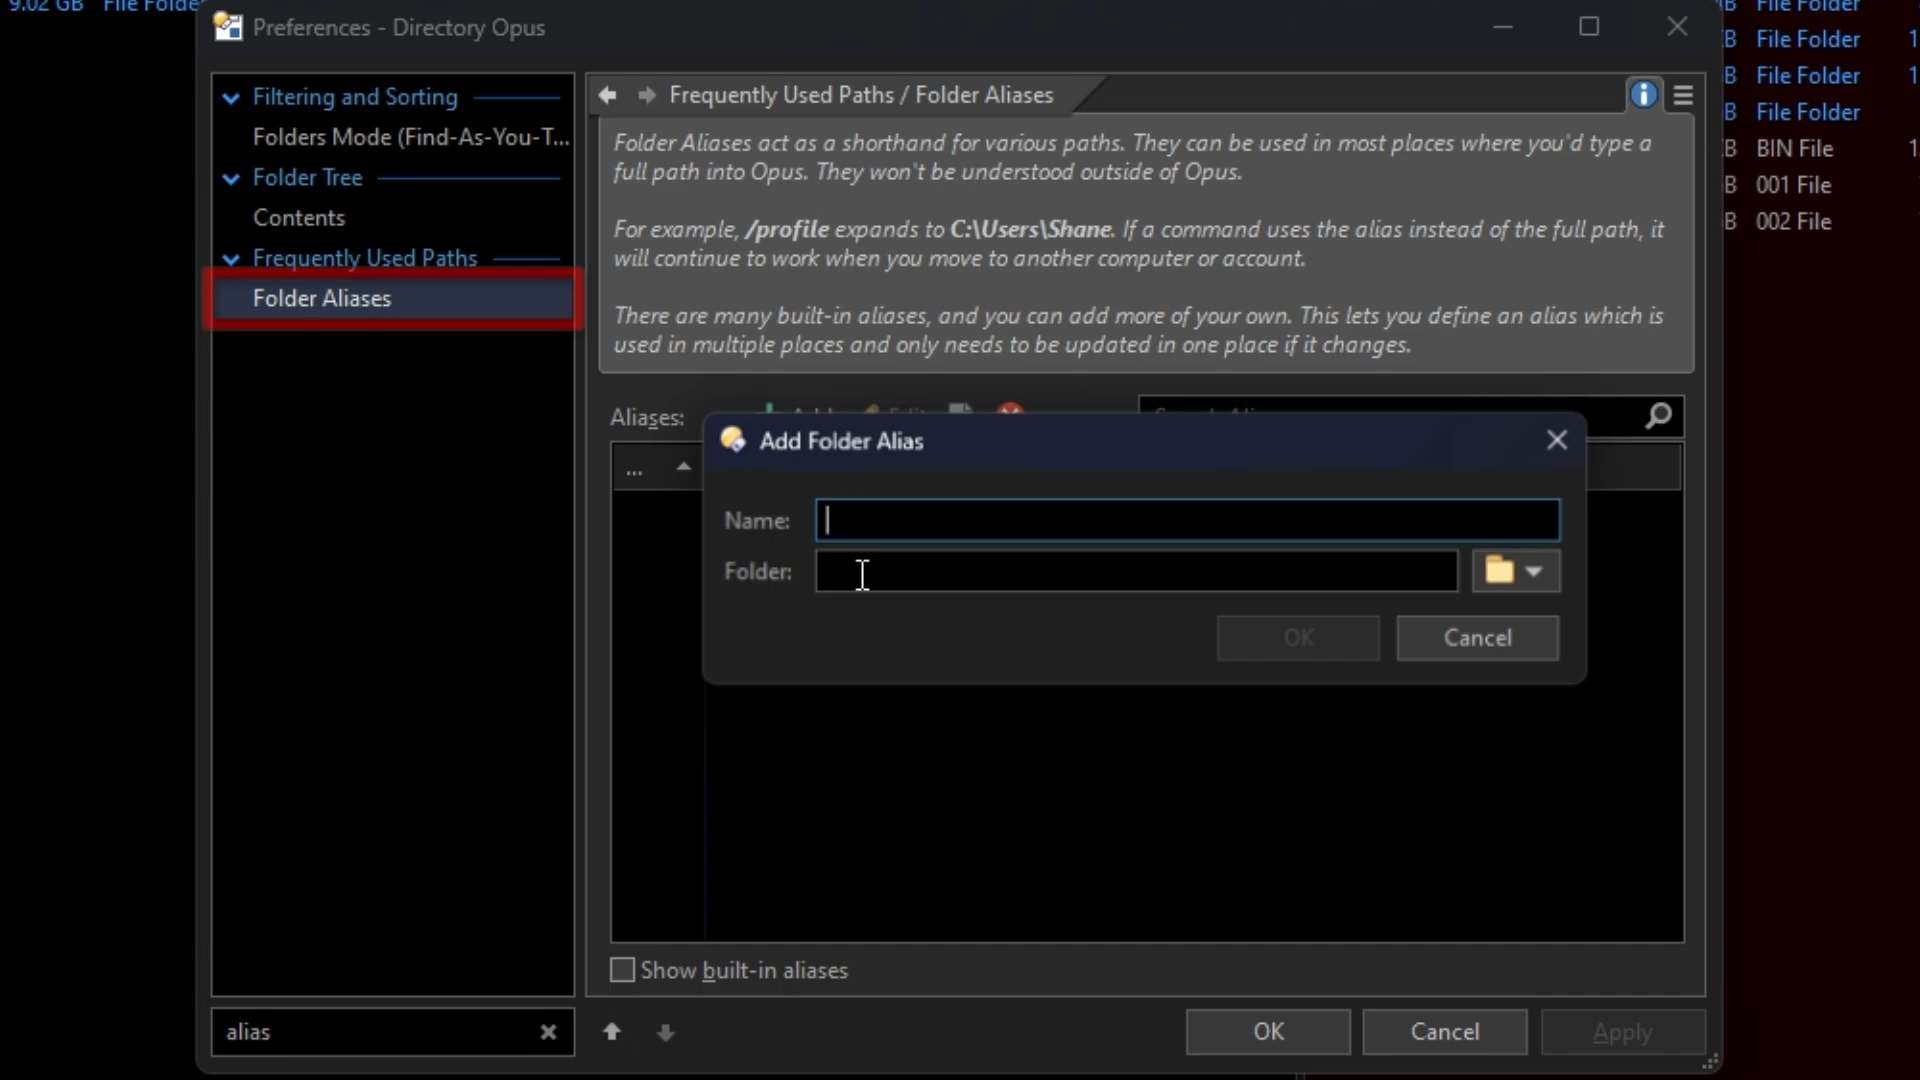 9.02 GB File Folder
Preferences - Directory Opus
Filtering and Sorting
Folders Mode (Find-As-You-T...
Folder Tree
Contents
Frequently Used Paths
Folder Aliases
alias
Frequently Used Paths / Folder Aliases
Folder Aliases act as a shorthand for various paths. They can be used in most places where you'd type a
full path into Opus. They won't be understood outside of Opus.
For example, /profile expands to C:\Users\Shane. If a command uses the alias instead of the full path, it
will continue to work when you move to another computer or account.
There are many built-in aliases, and you can add more of your own. This lets you define an alias which is
used in multiple places and only needs to be updated in one place if it changes.
Aliases:
...
Add Folder Alias
Name:
Folder:
OK Cancel
Show built-in aliases
OK Cancel Apply
File Folder
B File Folder 1
B File Folder 1
B File Folder
B BIN File 1
B 001 File
B 002 File